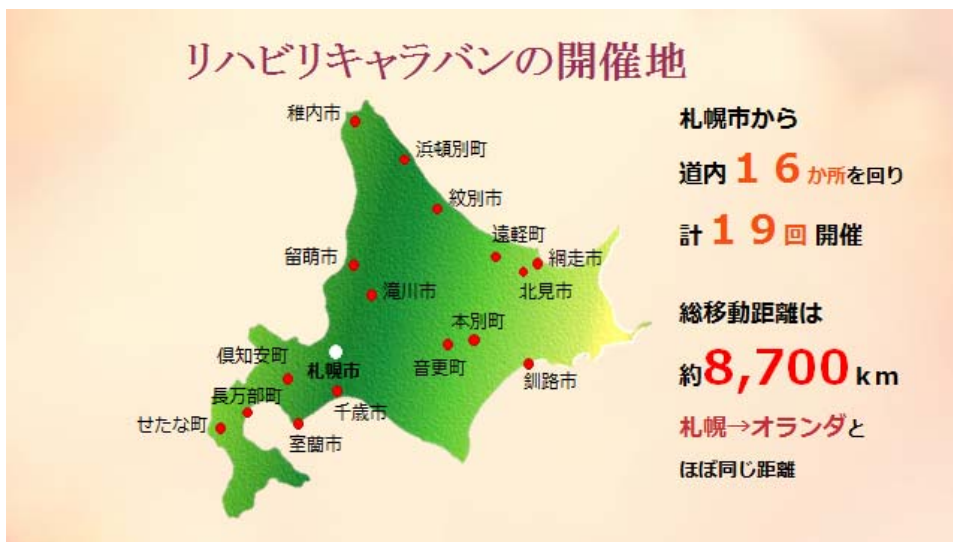 リハビリキャラバンの開催地
稚内市
浜頓別町
紋別市
遠軽町
留萌市
網走市
滝川市
北見市
本別町
倶知安町
札幌市
音更町
釧路市
長万部町
千歳市
せたな町
室蘭市
札幌市から
道内16か所を回り
計19回開催
総移動距離は
約8,700km
札幌→オランダと
ほぼ同じ距離